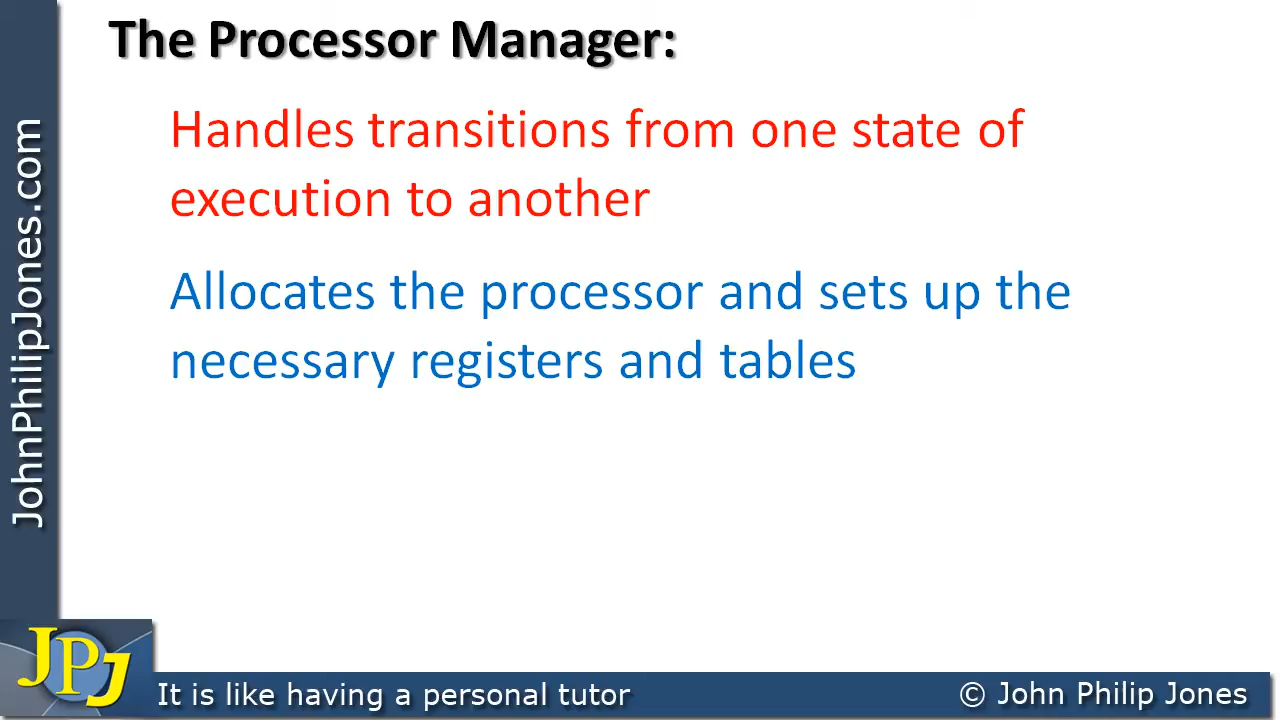 The Processor Manager:
Handles transitions from one state of
execution to another
Allocates the processor and sets up the
necessary registers and tables
JohnPhilipJones.com
JPJ
It is like having a personal tutor
© John Philip Jones